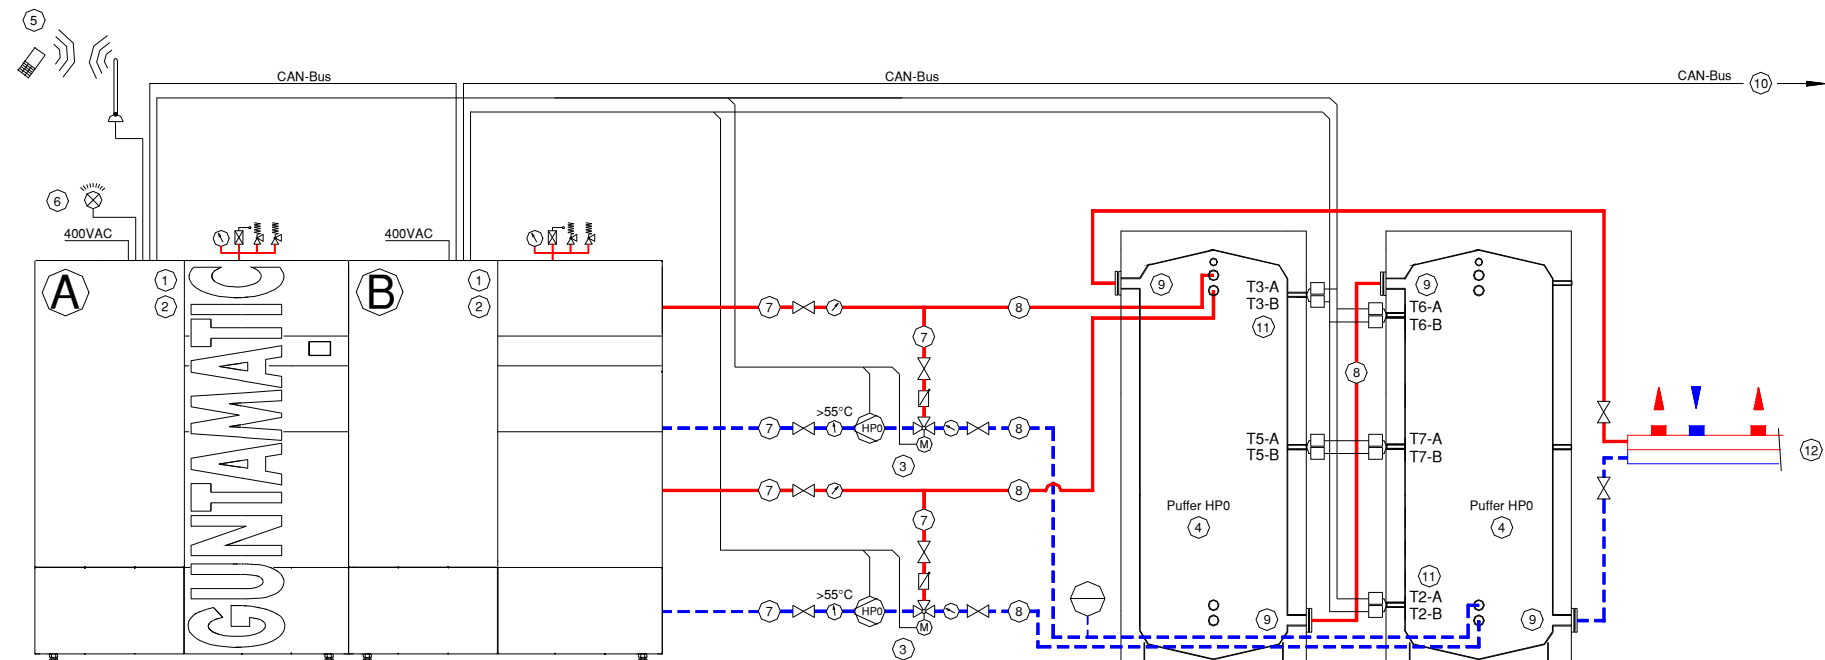 5
CAN-Bus
CAN-Bus
CAN-Bus
10
6
400VAC
400VAC
A
1
2
GUNTAMATIC
B
1
2
7
8
7
>55°C
7
HP0
8
M
3
7
8
7
>55°C
7
HP0
8
M
3
9
T3-A
T3-B
11
T5-A
T5-B
Puffer HP0
4
9
8
9
T6-A
T6-B
T7-A
T7-B
Puffer HP0
4
11
T2-A
T2-B
9
12